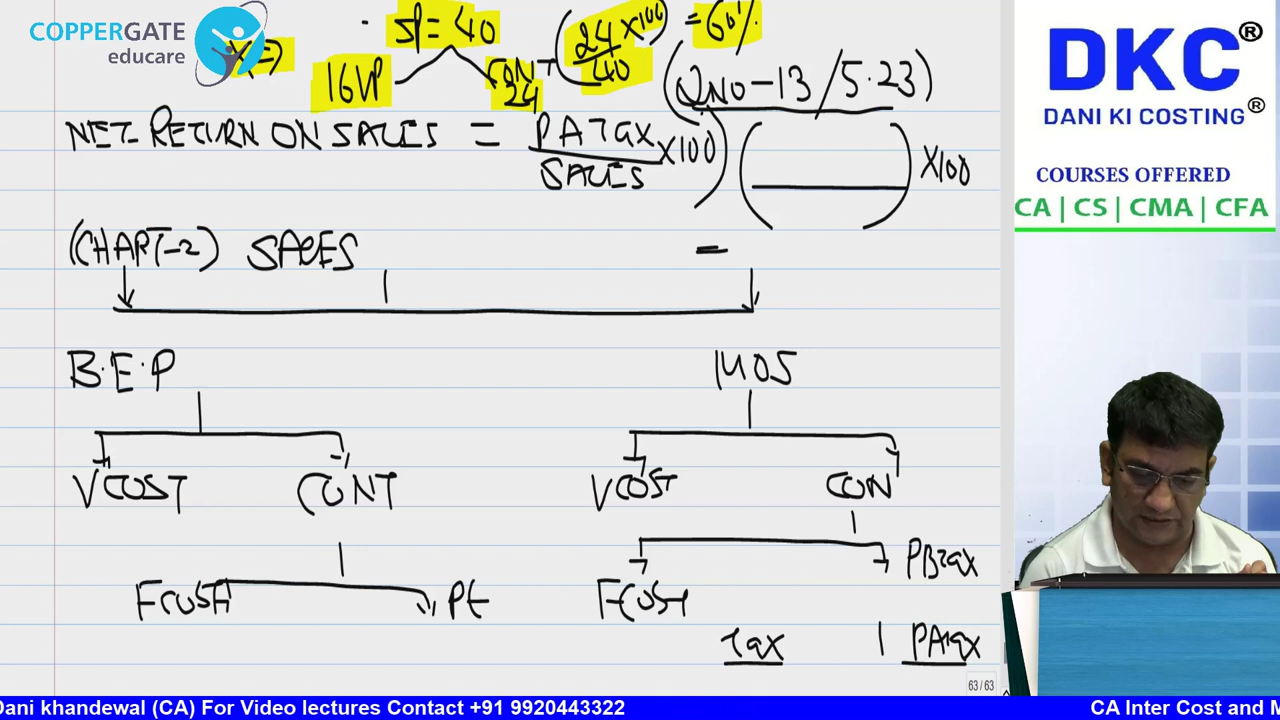 COPPERGATE
educare
X(=)
SP = 40
16VP
CONT
24
(24/40 X100) = 60%
(QNO-13/5.23)
NET RETURN ON SALES = (PATax/SALES X100) ( ) X100
(CHART-2) SALES =
B.E.P
MOS
VCOST
CONT
VCOST
CON
FCOST
PBTax
FCOST
Tax
PATax
63/63
DKC®
DANI KI COSTING®
COURSES OFFERED
CA | CS | CMA | CFA
Dani khandewal (CA) For Video lectures Contact +91 9920443322
CA Inter Cost and M